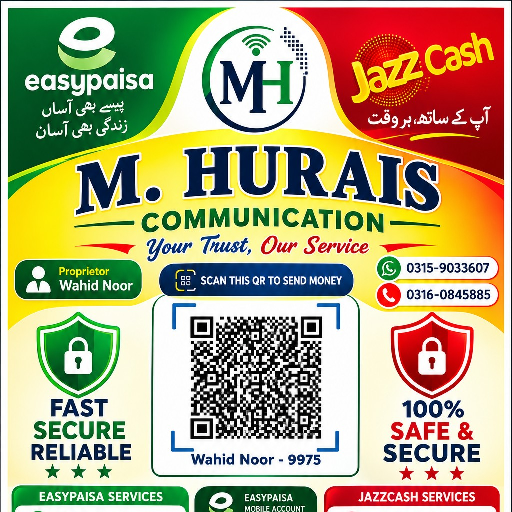 easypaisa
پیسے بھی آساں
زندگی بھی آسان
MH
JazzCash
آپ کے ساتھ، ہر وقت
M. HURAIS
COMMUNICATION
Your Trust, Our Service
Proprietor
Wahid Noor
SCAN THIS QR TO SEND MONEY
0315-9033607
0316-0845885
FAST
SECURE
RELIABLE
Wahid Noor - 9975
100%
SAFE &
SECURE
EASYPAISA SERVICES
EASYPAISA
MOBILE ACCOUNT
JAZZCASH SERVICES